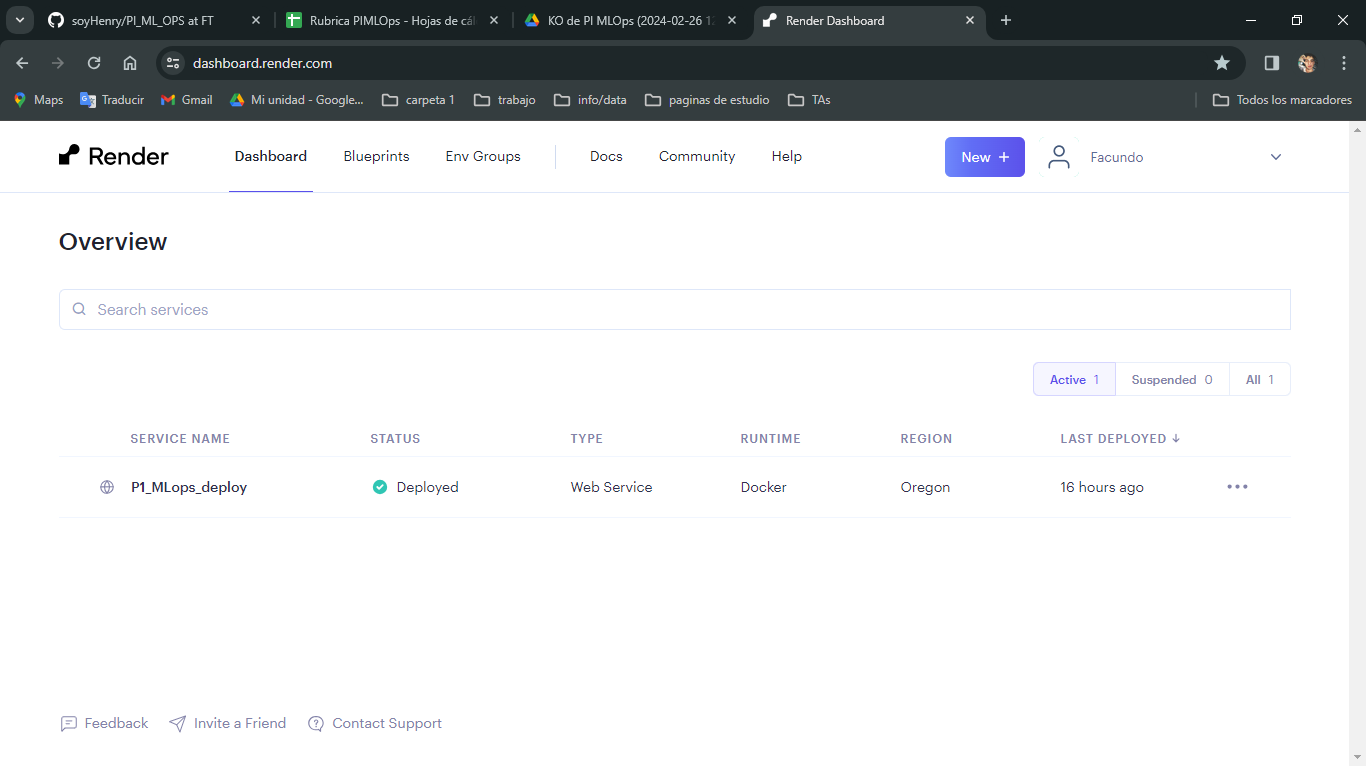 soyHenry/PI_ML_OPS at FT
Rubrica PIMLOps - Hojas de cál
KO de PI MLOps (2024-02-26 12
Render Dashboard
dashboard.render.com
Maps
Traducir
Gmail
Mi unidad - Google...
carpeta 1
trabajo
info/data
paginas de estudio
TAs
Todos los marcadores
Render
Dashboard
Blueprints
Env Groups
Docs
Community
Help
New +
Facundo
Overview
Search services
Active 1
Suspended 0
All 1
SERVICE NAME STATUS TYPE RUNTIME REGION LAST DEPLOYED ↓
P1_MLops_deploy Deployed Web Service Docker Oregon 16 hours ago
Feedback
Invite a Friend
Contact Support